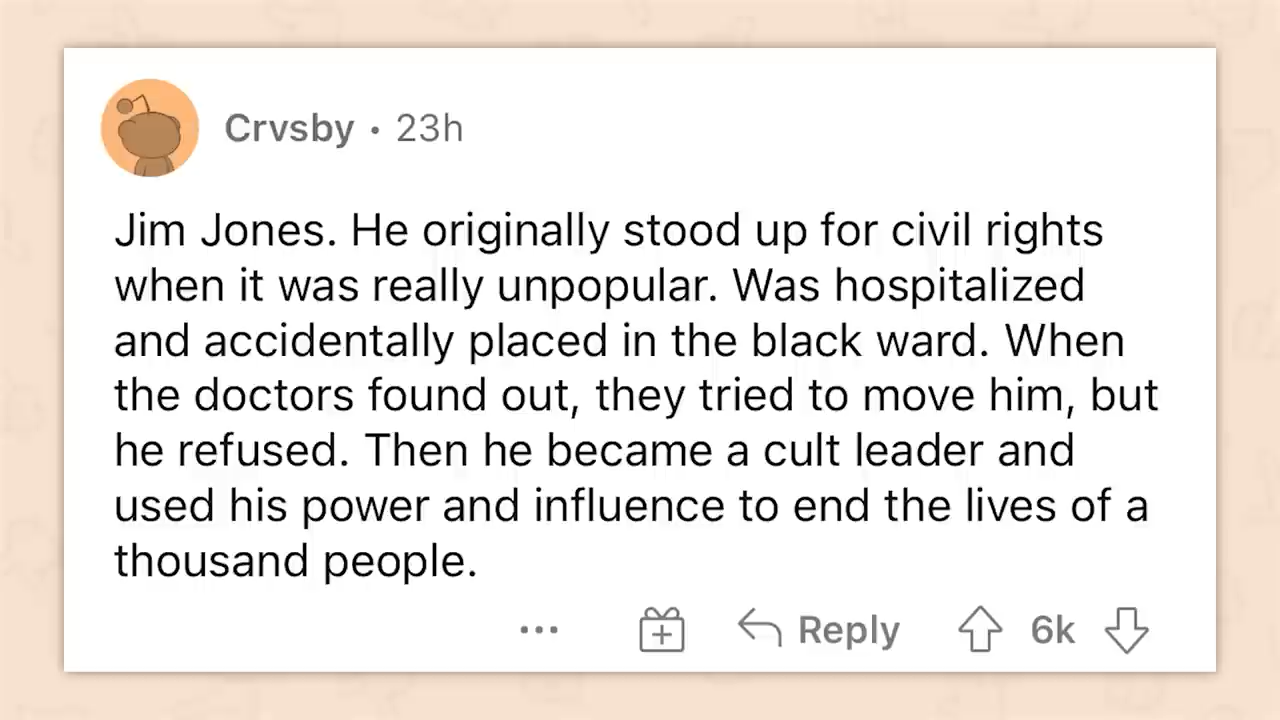 Crvsby • 23h
Jim Jones. He originally stood up for civil rights
when it was really unpopular. Was hospitalized
and accidentally placed in the black ward. When
the doctors found out, they tried to move him, but
he refused. Then he became a cult leader and
used his power and influence to end the lives of a
thousand people.
... Reply 6k